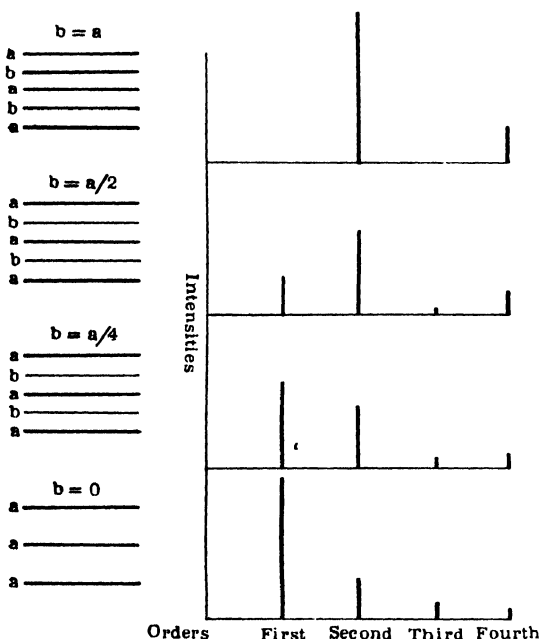 b = a
a
b
a
b
a
b = a/2
a
b
a
b
a
Intensities
b = a/4
a
b
a
b
a
b = 0
a
a
a
Orders First Second Third Fourth